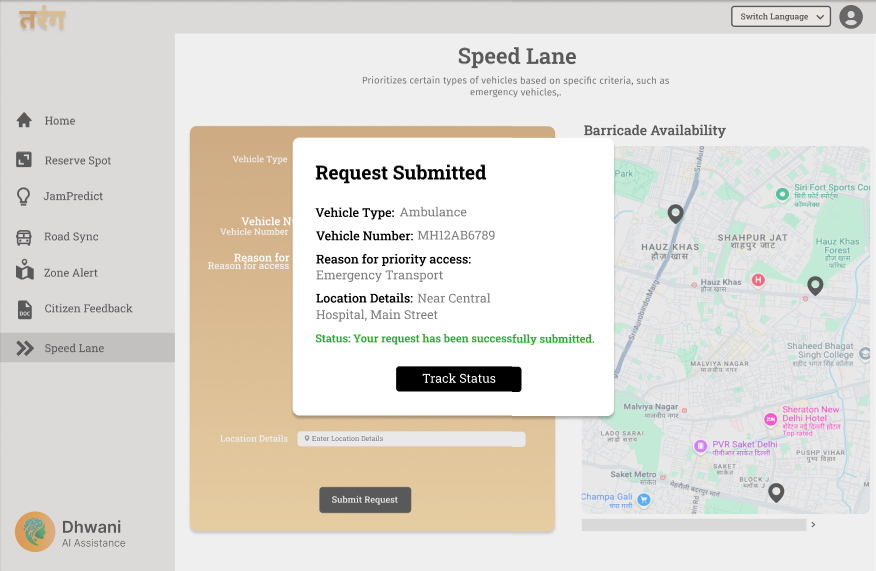 तरंग
Switch Language
Speed Lane
Prioritizes certain types of vehicles based on specific criteria, such as
emergency vehicles,.
Home
Reserve Spot
JamPredict
Road Sync
Zone Alert
DOC
Citizen Feedback
Speed Lane
Dhwani
AI Assistance
Vehicle Type
Vehicle N
Vehicle Number
Reason for
Reason for access
Location Details
Enter Location Details
Submit Request
Request Submitted
Vehicle Type: Ambulance
Vehicle Number: MH12AB6789
Reason for priority access:
Emergency Transport
Location Details: Near Central
Hospital, Main Street
Status: Your request has been successfully submitted.
Track Status
Barricade Availability
Park
Sri Aurobindo Marg
Siri Fort Sports Co
सिरी फोर्ट स्पोर्ट्स
कॉम्प्लेक्स
SHAHPUR JAT
शाहपुर जाट
HAUZ KHAS
हौज़ खास
Hauz Khas
Forest
हौज़ खास
फॉरेस्ट
Hauz Khas
हौज़ खास
H
Shaheed Bhagat
Singh College
MALVIYA NAGAR
मालवीय नगर
Malviya Nagar
मालवीय नगर
Sheraton New
Delhi Hotel
शेरेटन नई दिल्ली होटल
Top-rated
LADO SARAI
लाडो सराय
PVR Saket Delhi
पीवीआर साकेत दिल्ली
PUSHP VIHAR
पुष्प विहार
SAKET
साकेत
Saket Metro
साकेत मेट्रो
BLOCK J
ब्लॉक J
Champa Gali
चंपा गली